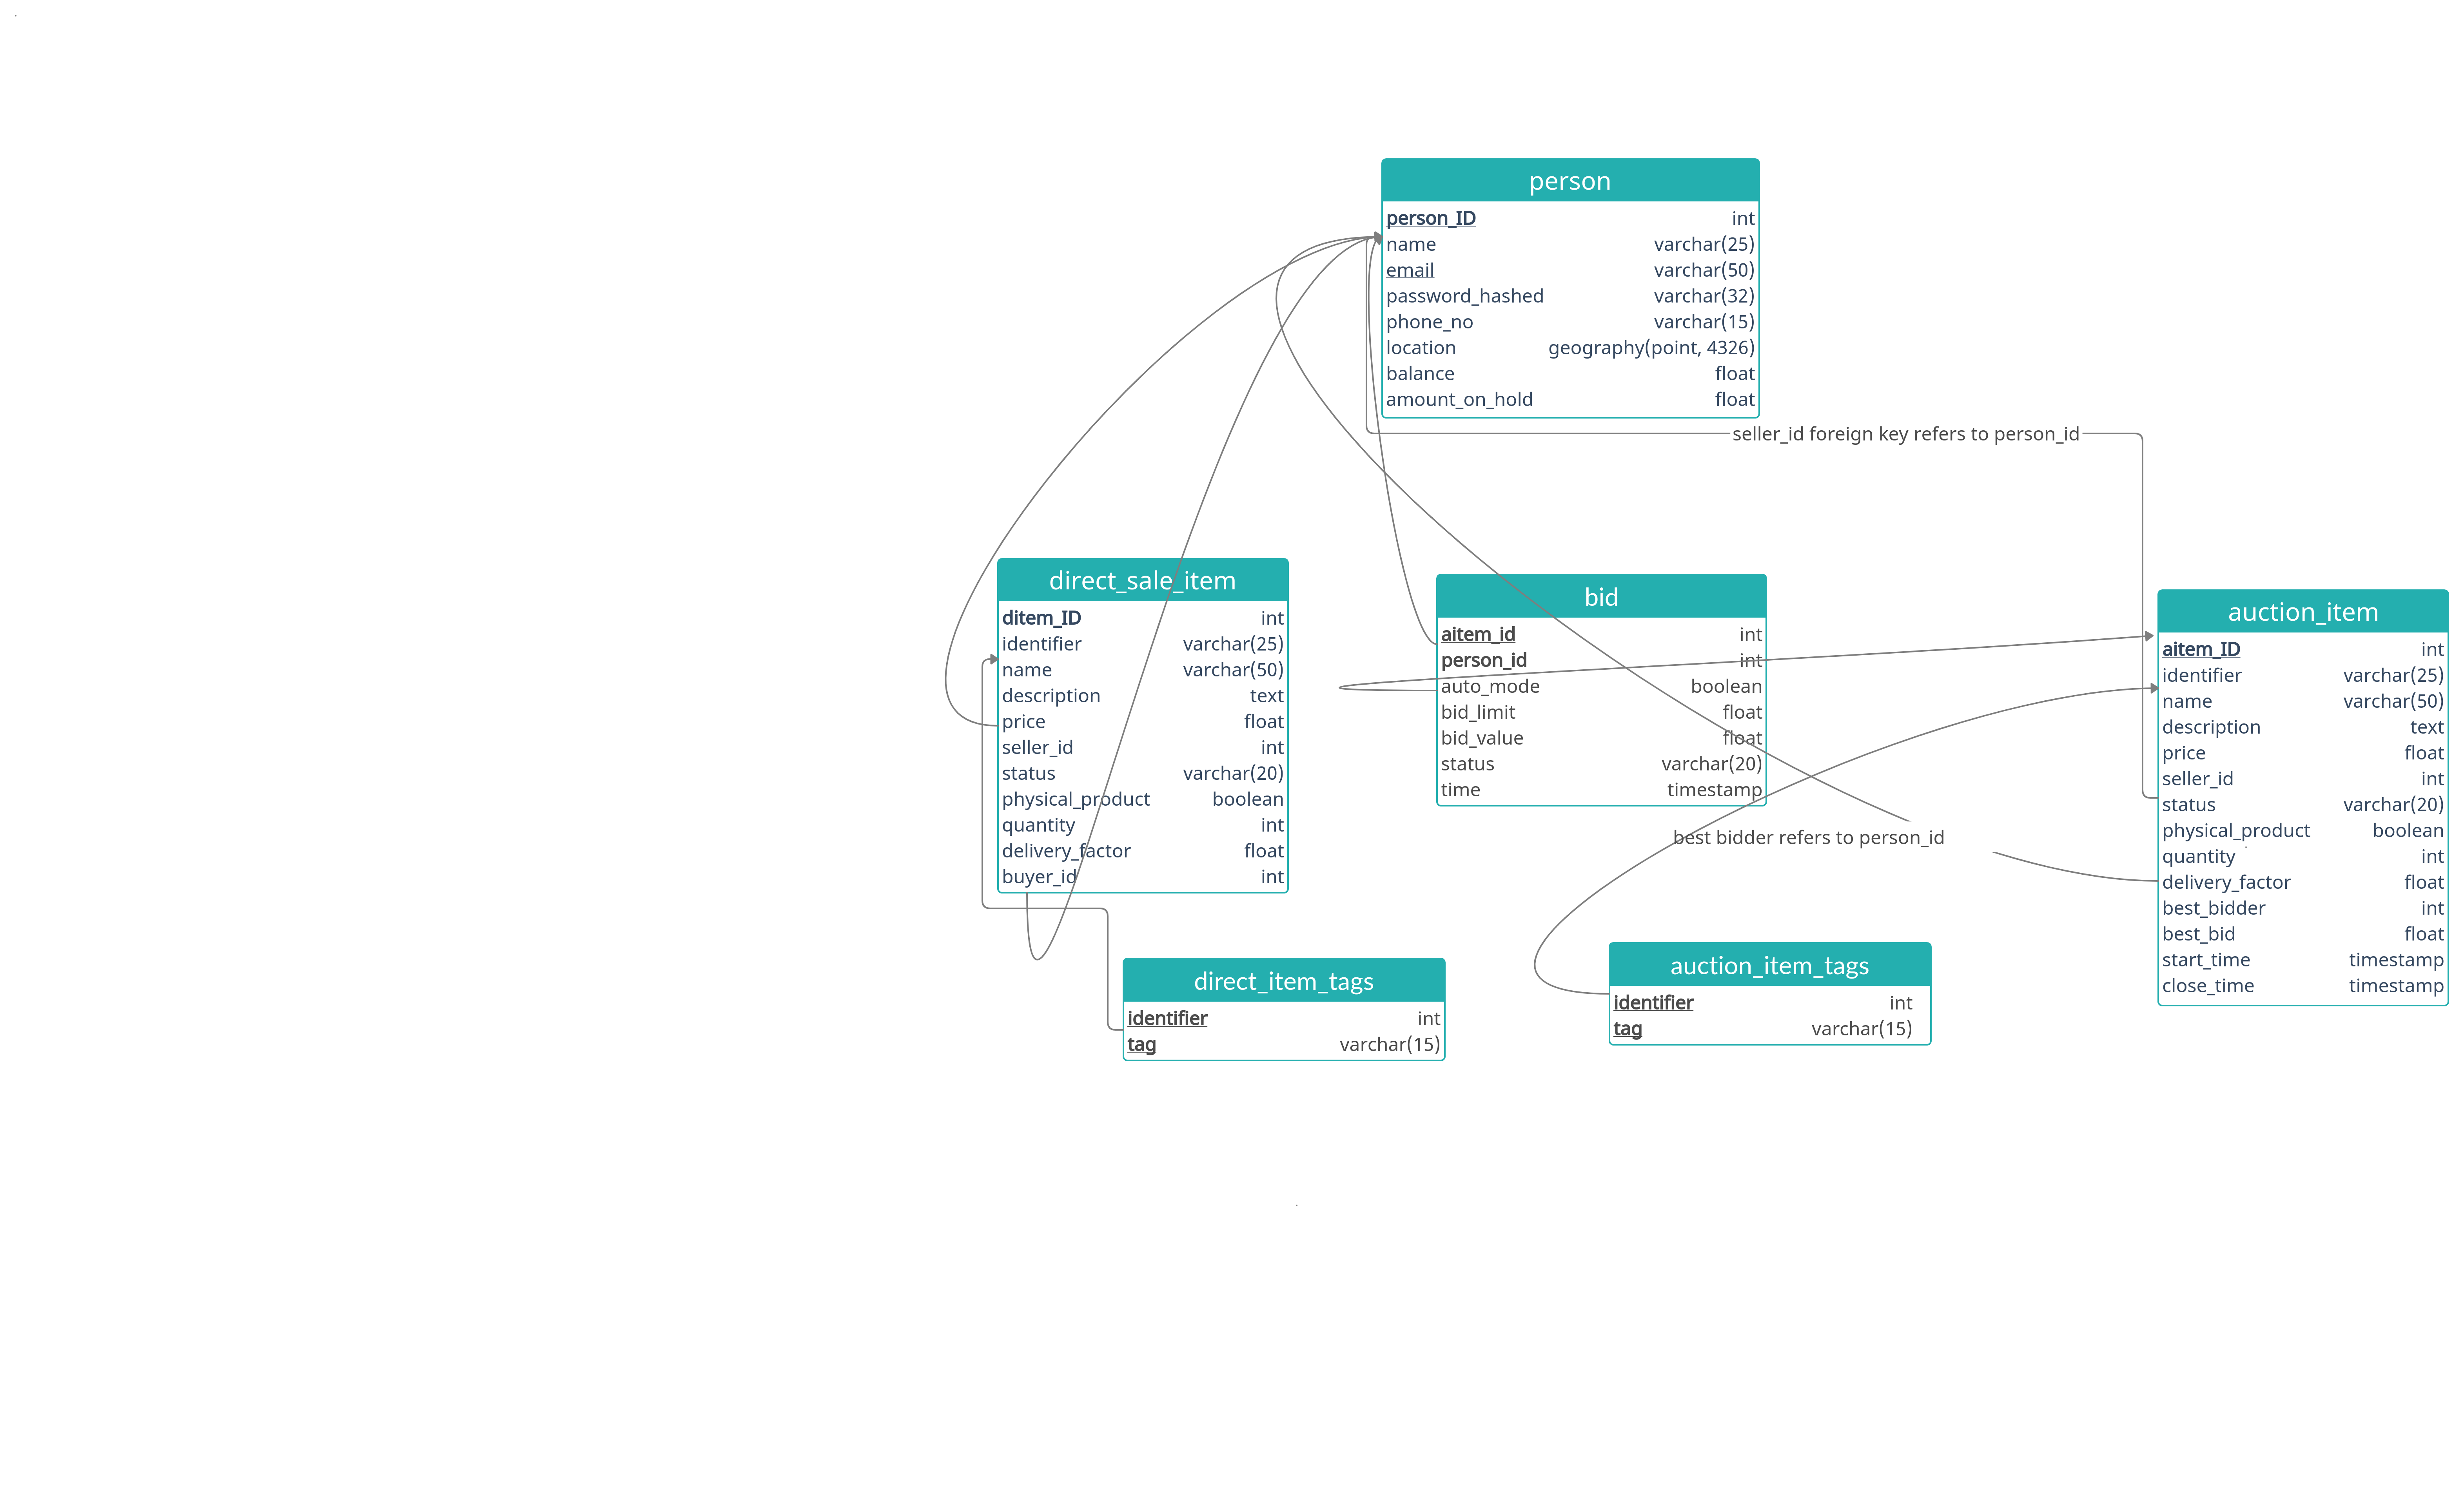 person
person_ID int
name varchar(25)
email varchar(50)
password_hashed varchar(32)
phone_no varchar(15)
location geography(point, 4326)
balance float
amount_on_hold float
seller_id foreign key refers to person_id
direct_sale_item
ditem_ID int
identifier varchar(25)
name varchar(50)
description text
price float
seller_id int
status varchar(20)
physical_product boolean
quantity int
delivery_factor float
buyer_id int
bid
aitem_id int
person_id int
auto_mode boolean
bid_limit float
bid_value float
status varchar(20)
time timestamp
best bidder refers to person_id
auction_item
aitem_ID int
identifier varchar(25)
name varchar(50)
description text
price float
seller_id int
status varchar(20)
physical_product boolean
quantity int
delivery_factor float
best_bidder int
best_bid float
start_time timestamp
close_time timestamp
direct_item_tags
identifier int
tag varchar(15)
auction_item_tags
identifier int
tag varchar(15)